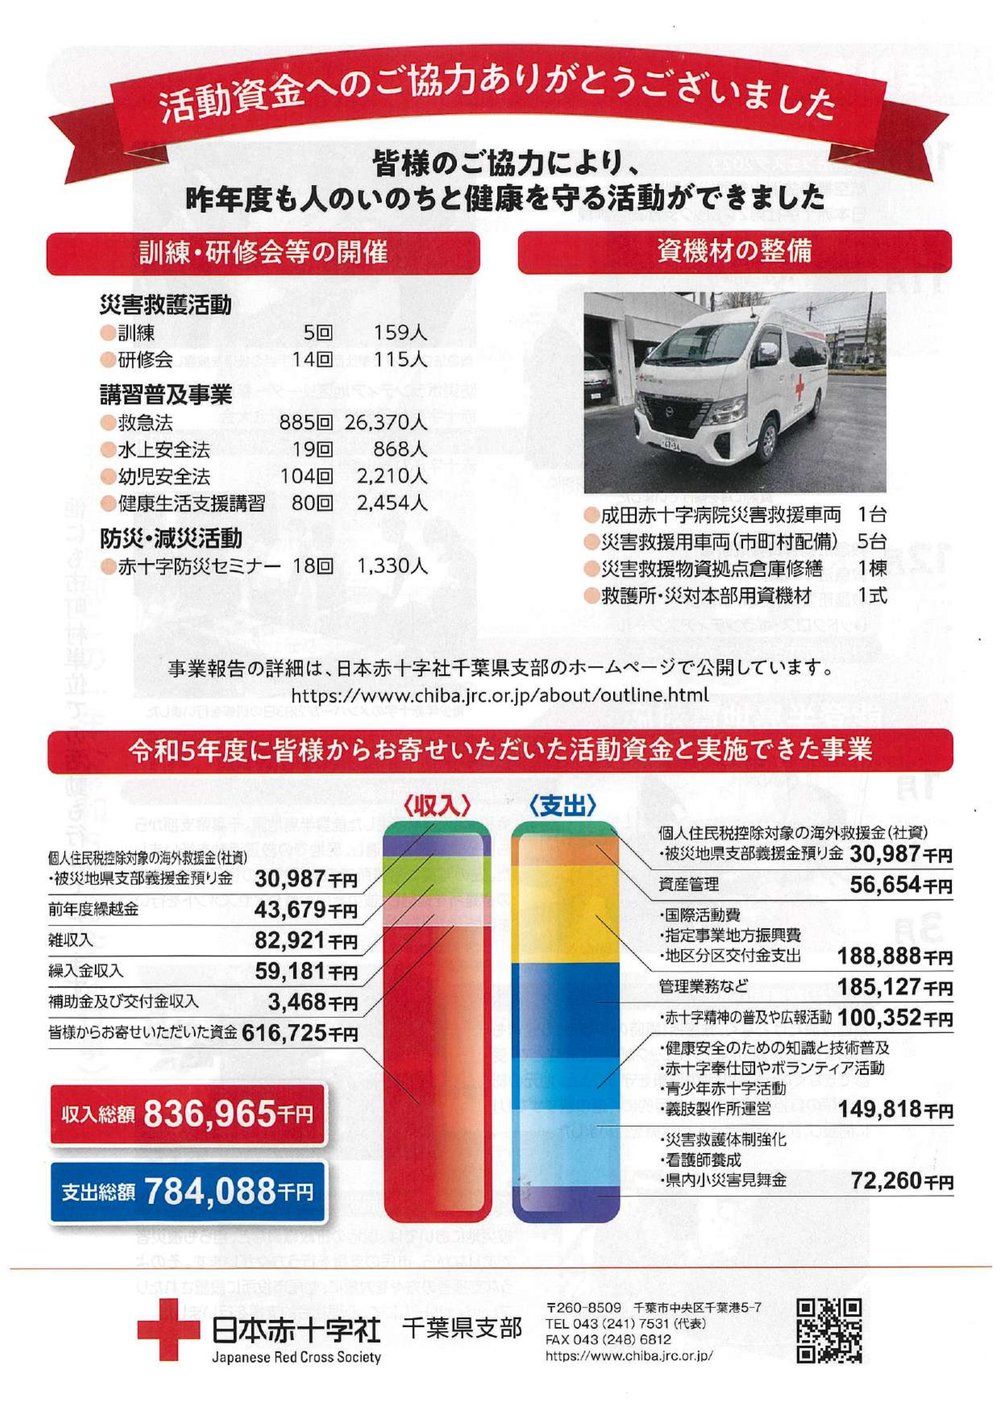 活動資金へのご協力ありがとうございました
皆様のご協力により、
昨年度も人のいのちと健康を守る活動ができました
訓練・研修会等の開催
災害救護活動
●訓練 5回 159人
●研修会 14回 115人
講習普及事業
●救急法 885回 26,370人
●水上安全法 19回 868人
●幼児安全法 104回 2,210人
●健康生活支援講習 80回 2,454人
防災・減災活動
●赤十字防災セミナー 18回 1,330人
資機材の整備
●成田赤十字病院災害救援車両 1台
●災害救援用車両(市町村配備) 5台
●災害救援物資拠点倉庫修繕 1棟
●救護所・災対本部用資機材 1式
事業報告の詳細は、日本赤十字社千葉県支部のホームページで公開しています。
https://www.chiba.jrc.or.jp/about/outline.html
令和5年度に皆様からお寄せいただいた活動資金と実施できた事業
〈収入〉
個人住民税控除対象の海外救援金(社資)
・被災地県支部義援金預り金 30,987千円
前年度繰越金 43,679千円
雑収入 82,921千円
繰入金収入 59,181千円
補助金及び交付金収入 3,468千円
皆様からお寄せいただいた資金 616,725千円
収入総額 836,965千円
支出総額 784,088千円
〈支出〉
個人住民税控除対象の海外救援金(社資)
・被災地県支部義援金預り金 30,987千円
資産管理 56,654千円
・国際活動費
・指定事業地方振興費
・地区分区交付金支出 188,888千円
管理業務など 185,127千円
・赤十字精神の普及や広報活動 100,352千円
・健康安全のための知識と技術普及
・赤十字奉仕団やボランティア活動
・青少年赤十字活動
・義肢製作所運営 149,818千円
・災害救護体制強化
・看護師養成
・県内小災害見舞金 72,260千円
日本赤十字社 千葉県支部
Japanese Red Cross Society
〒260-8509 千葉市中央区千葉港5-7
TEL 043 (241) 7531 (代表)
FAX 043 (248) 6812
https://www.chiba.jrc.or.jp/